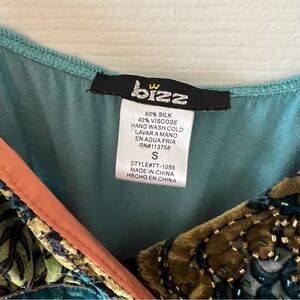 bizz
60% SILK
40% VISCOSE
HAND WASH COLD
LAVAR A MANO
EN AGUA FRIA
RN#113758
S
STYLE#TT-1055
MADE IN CHINA
HECHO EN CHINA